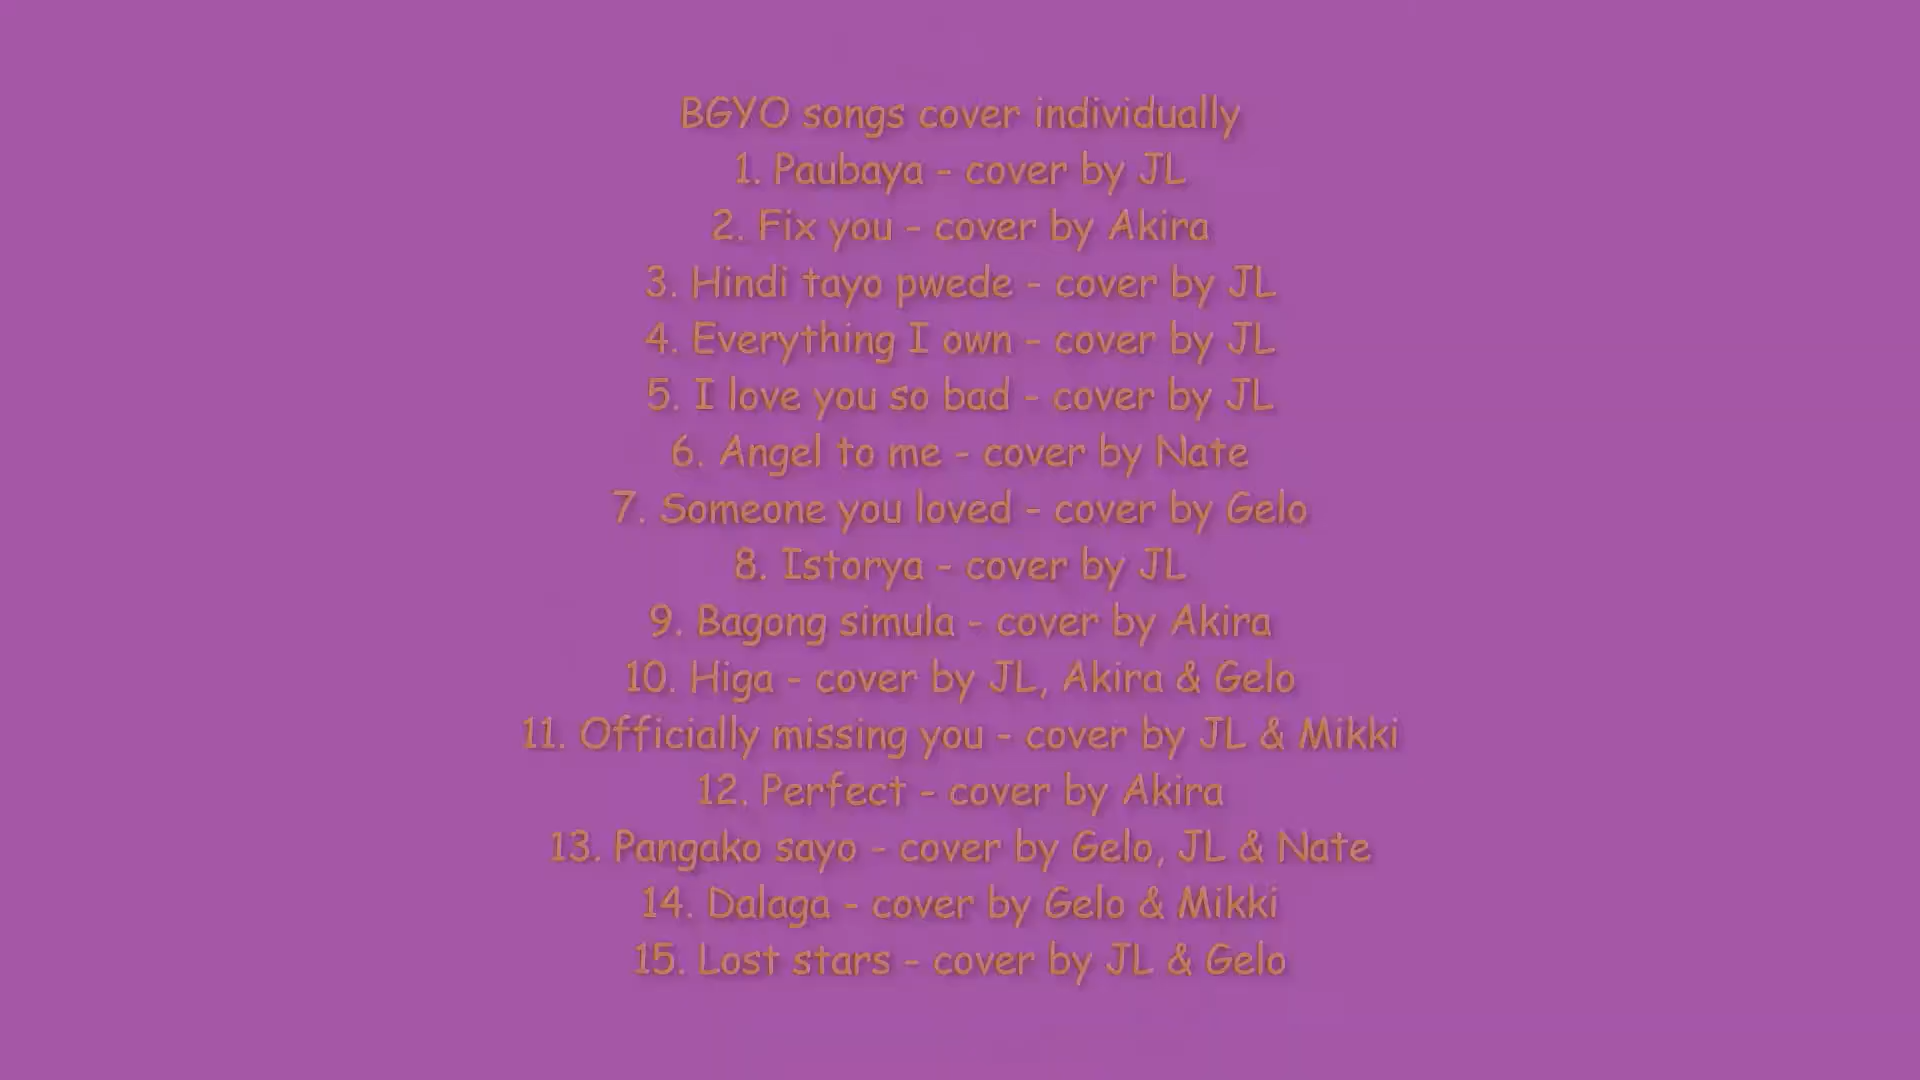 BGYO songs cover individually
1. Paubaya - cover by JL
2. Fix you - cover by Akira
3. Hindi tayo pwede - cover by JL
4. Everything I own - cover by JL
5. I love you so bad - cover by JL
6. Angel to me - cover by Nate
7. Someone you loved - cover by Gelo
8. Istorya - cover by JL
9. Bagong simula - cover by Akira
10. Higa - cover by JL, Akira & Gelo
11. Officially missing you - cover by JL & Mikki
12. Perfect - cover by Akira
13. Pangako sayo - cover by Gelo, JL & Nate
14. Dalaga - cover by Gelo & Mikki
15. Lost stars - cover by JL & Gelo